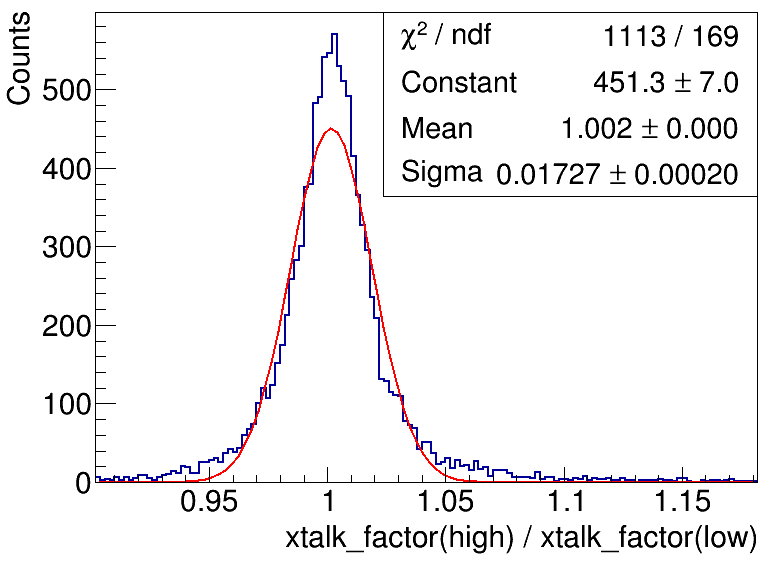 Counts
χ² / ndf 1113 / 169
Constant 451.3 ± 7.0
Mean 1.002 ± 0.000
Sigma 0.01727 ± 0.00020
500
400
300
200
100
0
0.95 1 1.05 1.1 1.15
xtalk_factor(high) / xtalk_factor(low)